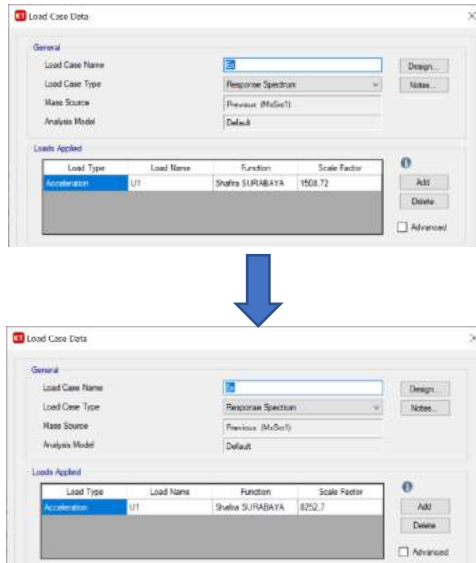 Load Case Data
General
Load Case Name
Design...
Load Case Type Response Spectrum
Notes...
Mass Source Previous (MsSrc1)
Analysis Model Default
Loads Applied
Load Type Load Name Function Scale Factor
Acceleration U1 Shafira SURABAYA 1508.72
Add
Delete
Advanced
Load Case Data
General
Load Case Name
Design...
Load Case Type Response Spectrum
Notes...
Mass Source Previous (MsSrc1)
Analysis Model Default
Loads Applied
Load Type Load Name Function Scale Factor
Acceleration U1 Shafira SURABAYA 8252.7
Add
Delete
Advanced